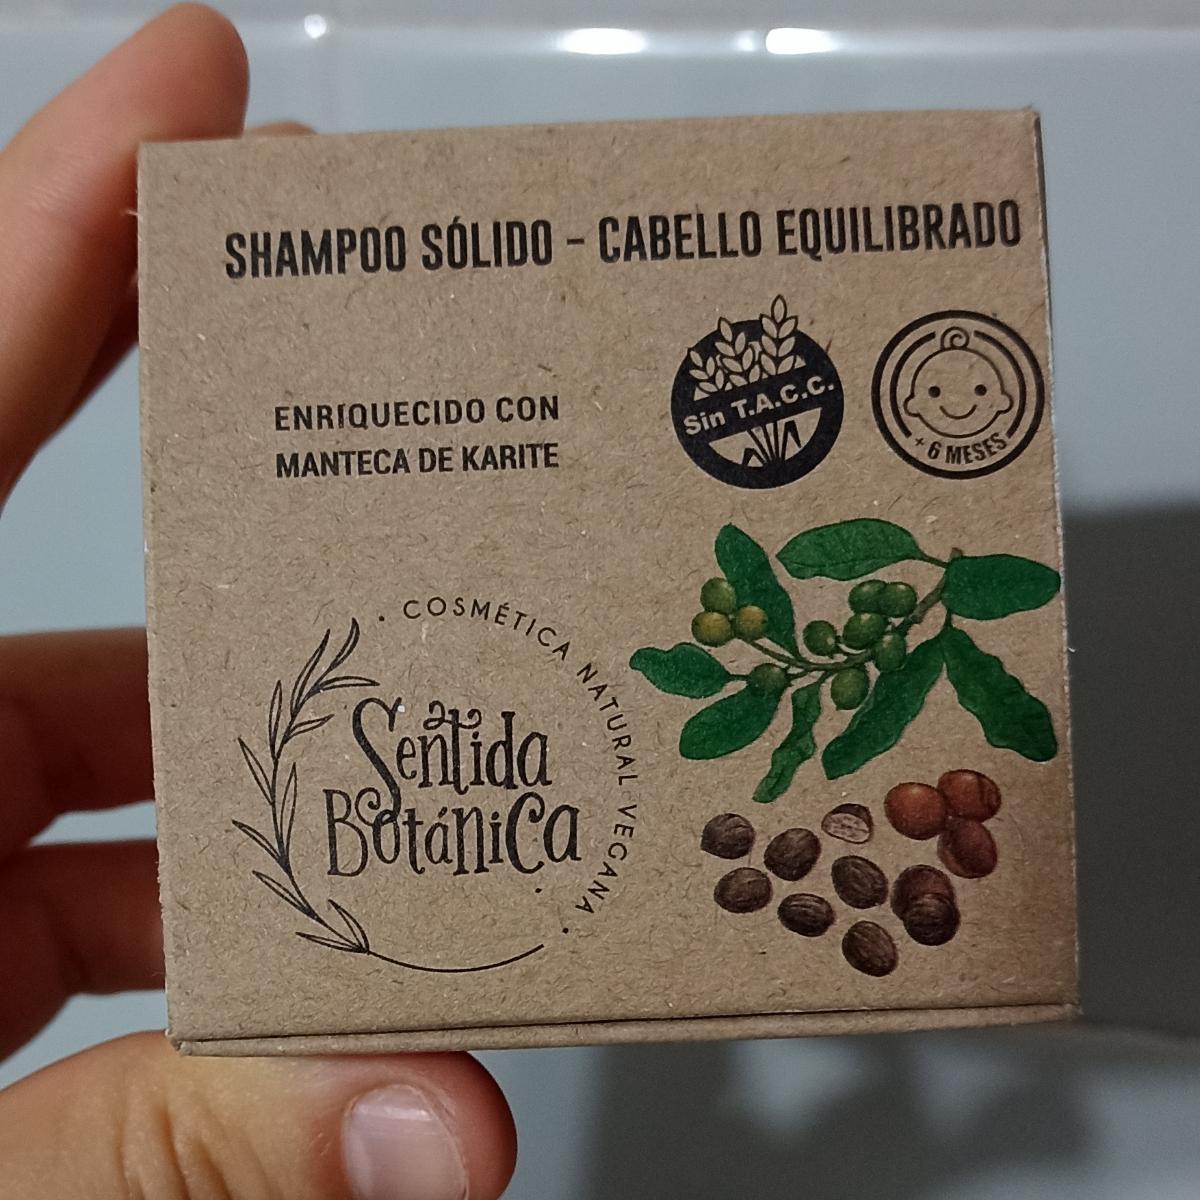 SHAMPOO SÓLIDO - CABELLO EQUILIBRADO
ENRIQUECIDO CON
MANTECA DE KARITE
Sin T.A.C.C.
+ 6 MESES
· COSMÉTICA NATURAL VEGANA ·
Sentida
Botánica